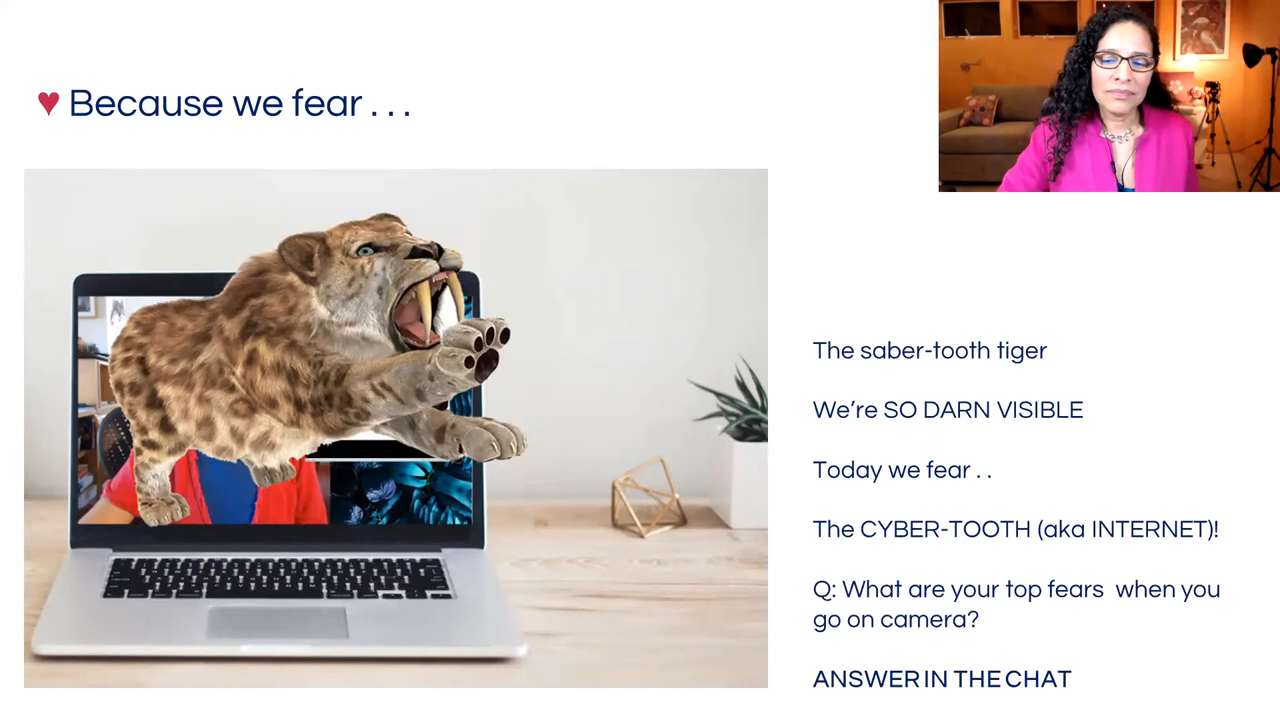 ♥ Because we fear . . .
The saber-tooth tiger
We’re SO DARN VISIBLE
Today we fear . .
The CYBER-TOOTH (aka INTERNET)!
Q: What are your top fears when you
go on camera?
ANSWER IN THE CHAT